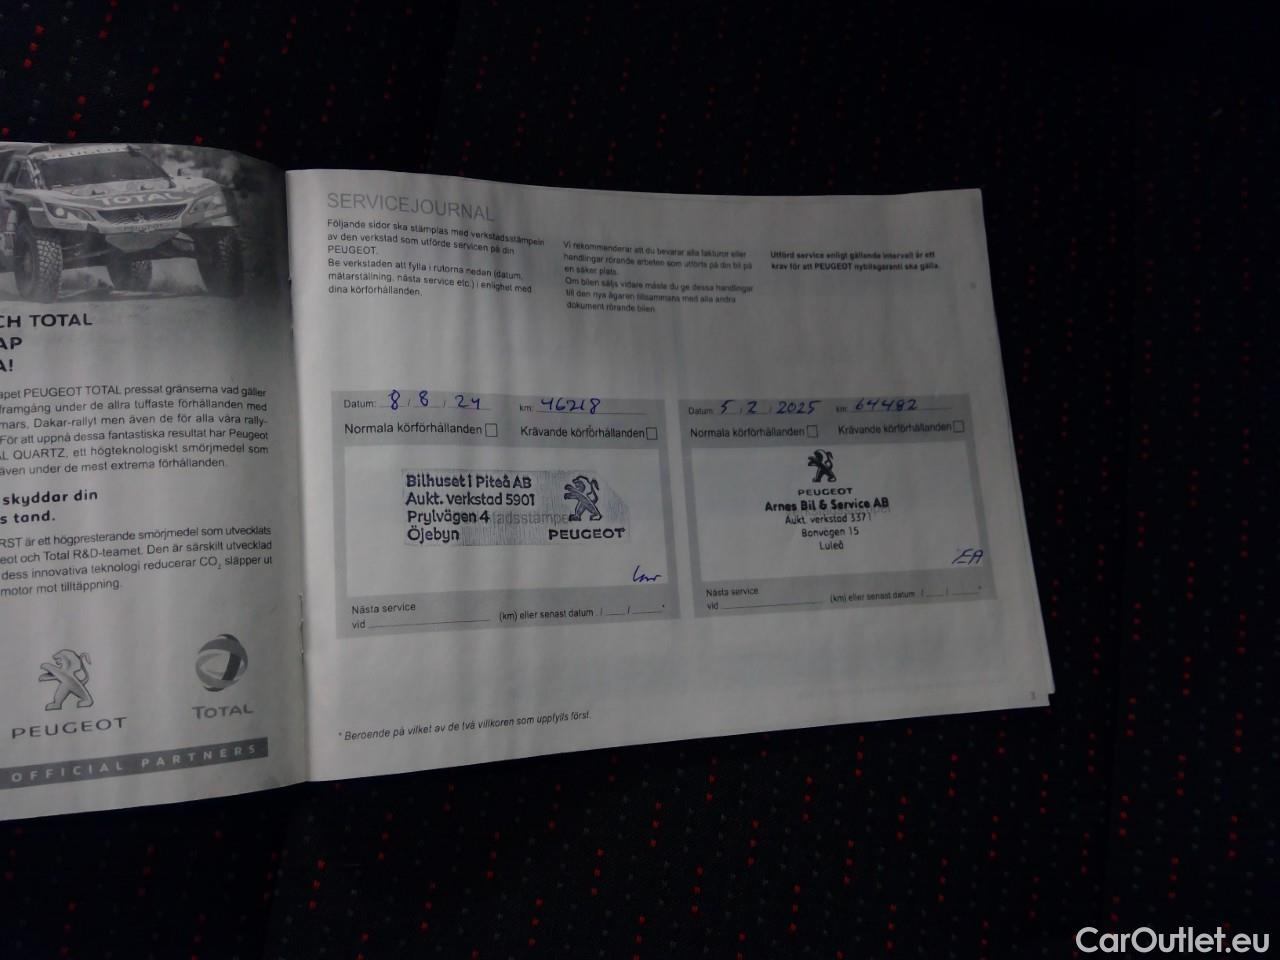 TOTAL
PEUGEOT
CH TOTAL
AP
A!
apet PEUGEOT TOTAL pressat gränserna vad gäller
framgång under de allra tuffaste förhållanden med
mars, Dakar-rallyt men även de för alla våra rally-
För att uppnå dessa fantastiska resultat har Peugeot
AL QUARTZ, ett högteknologiskt smörjmedel som
även under de mest extrema förhållanden.
skyddar din
s tand.
RST är ett högpresterande smörjmedel som utvecklats
eot och Total R&D-teamet. Den är särskilt utvecklad
dess innovativa teknologi reducerar CO₂ släpper ut
motor mot tilltäppning.
PEUGEOT
TOTAL
OFFICIAL PARTNERS
SERVICEJOURNAL
Följande sidor ska stämplas med verkstadsstämpeln
av den verkstad som utförde servicen på din
PEUGEOT.
Be verkstaden att fylla i rutorna nedan (datum,
mätarställning, nästa service etc.) i enlighet med
dina körförhållanden.
Vi rekommenderar att du bevarar alla fakturor eller
handlingar rörande arbeten som utförts på din bil på
en säker plats.
Om bilen säljs vidare måste du ge dessa handlingar
till den nya ägaren tillsammans med alla andra
dokument rörande bilen.
Utförd service enligt gällande intervall är ett
krav för att PEUGEOT nybilsgaranti ska gälla.
Datum: 8 / 8 / 24 km: 46218
Normala körförhållanden Krävande körförhållanden
Bilhuset i Piteå AB
Aukt. verkstad 5901
Prylvägen 4
Öjebyn
PEUGEOT
Nästa service
vid (km) eller senast datum / / *
Datum 5 / 2 / 2025 km: 64482
Normala körförhållanden Krävande körförhållanden
PEUGEOT
Arnes Bil & Service AB
Aukt. verkstad 3371
Banvägen 15
Luleå
EA
Nästa service
vid (km) eller senast datum / / *
* Beroende på vilket av de två villkoren som uppfylls först.
3
CarOutlet.eu